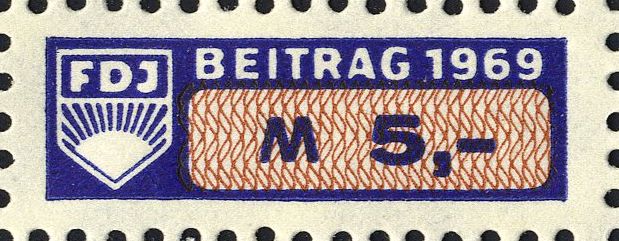 FDJ
BEITRAG 1969
M 5,-